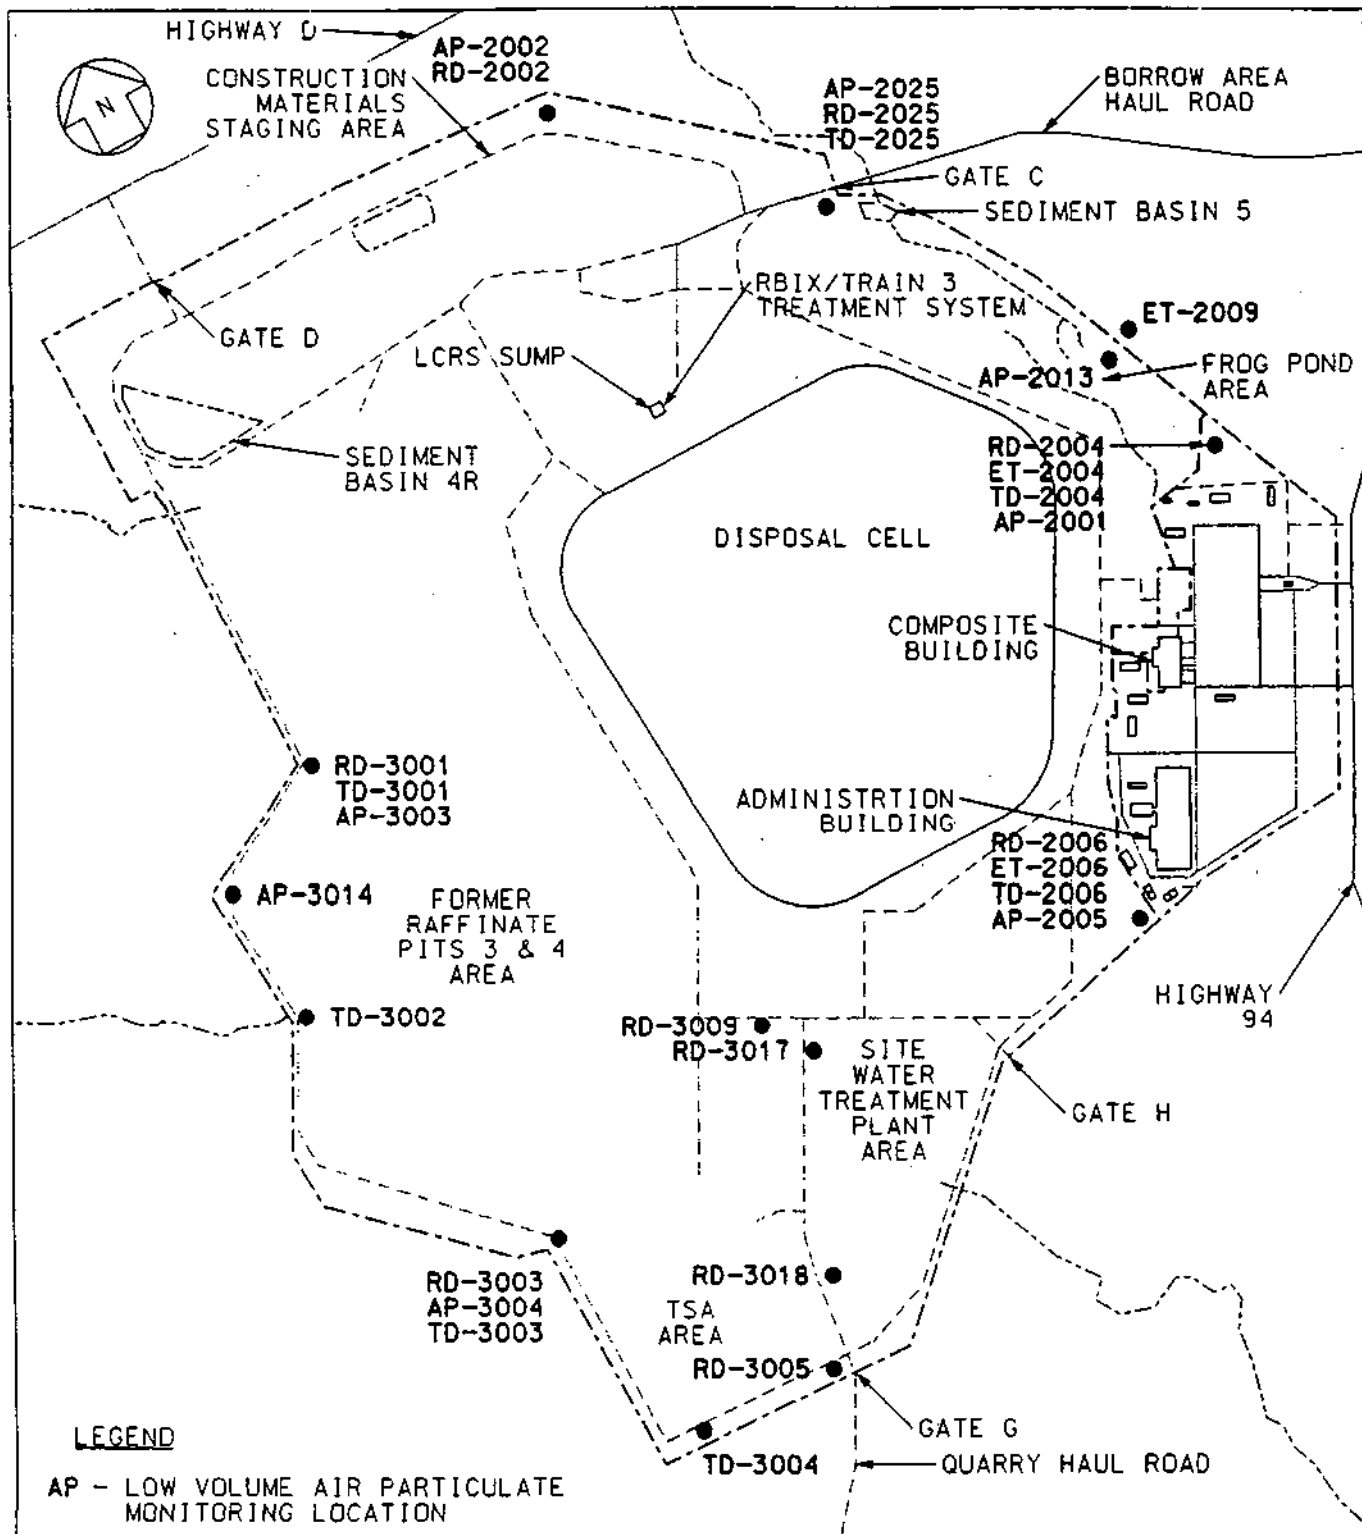 HIGHWAY D
AP-2002
RD-2002
CONSTRUCTION
MATERIALS
STAGING AREA
N
AP-2025
RD-2025
TD-2025
BORROW AREA
HAUL ROAD
GATE C
SEDIMENT BASIN 5
RBIX/TRAIN 3
TREATMENT SYSTEM
GATE D
LCRS SUMP
ET-2009
AP-2013
FROG POND
AREA
SEDIMENT
BASIN 4R
RD-2004
ET-2004
TD-2004
AP-2001
DISPOSAL CELL
COMPOSITE
BUILDING
RD-3001
TD-3001
AP-3003
ADMINISTRTION
BUILDING
RD-2006
ET-2006
TD-2006
AP-2005
AP-3014
FORMER
RAFFINATE
PITS 3 & 4
AREA
HIGHWAY
94
TD-3002
RD-3009
RD-3017
SITE
WATER
TREATMENT
PLANT
AREA
GATE H
RD-3003
AP-3004
TD-3003
RD-3018
TSA
AREA
RD-3005
GATE G
TD-3004
QUARRY HAUL ROAD
LEGEND
AP - LOW VOLUME AIR PARTICULATE
MONITORING LOCATION